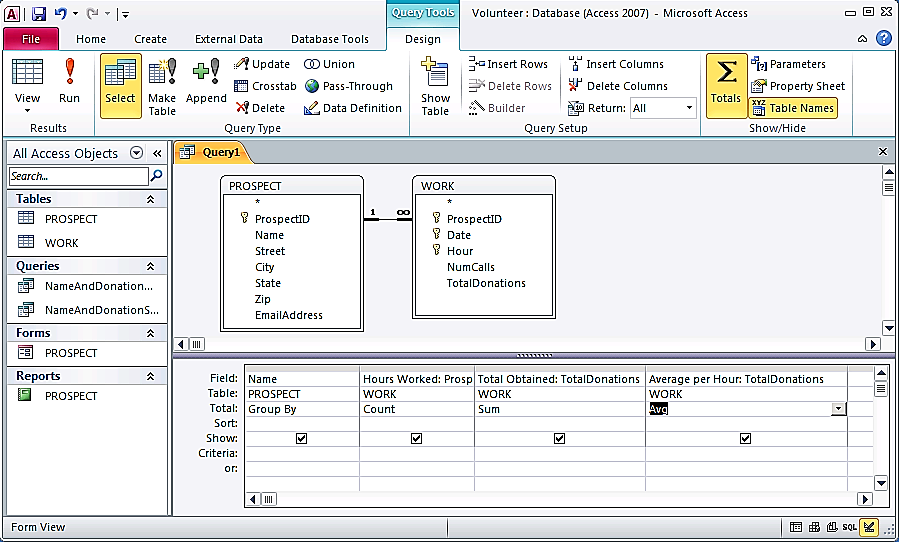 Query Tools
Volunteer : Database (Access 2007) - Microsoft Access
File Home Create External Data Database Tools Design
View
Run
Results
Select
Make Table
Append
Update
Crosstab
Delete
Union
Pass-Through
Data Definition
Query Type
Show Table
Insert Rows
Delete Rows
Builder
Insert Columns
Delete Columns
Return: All
Query Setup
Totals
Parameters
Property Sheet
XYZ Table Names
Show/Hide
All Access Objects
Search...
Tables
PROSPECT
WORK
Queries
NameAndDonation...
NameAndDonationS...
Forms
PROSPECT
Reports
PROSPECT
Query1
PROSPECT
*
ProspectID
Name
Street
City
State
Zip
EmailAddress
1 ∞
WORK
*
ProspectID
Date
Hour
NumCalls
TotalDonations
Field: Name Hours Worked: Prosp Total Obtained: TotalDonations Average per Hour: TotalDonations
Table: PROSPECT WORK WORK WORK
Total: Group By Count Sum Avg
Sort:
Show:
Criteria:
or:
Form View
SQL